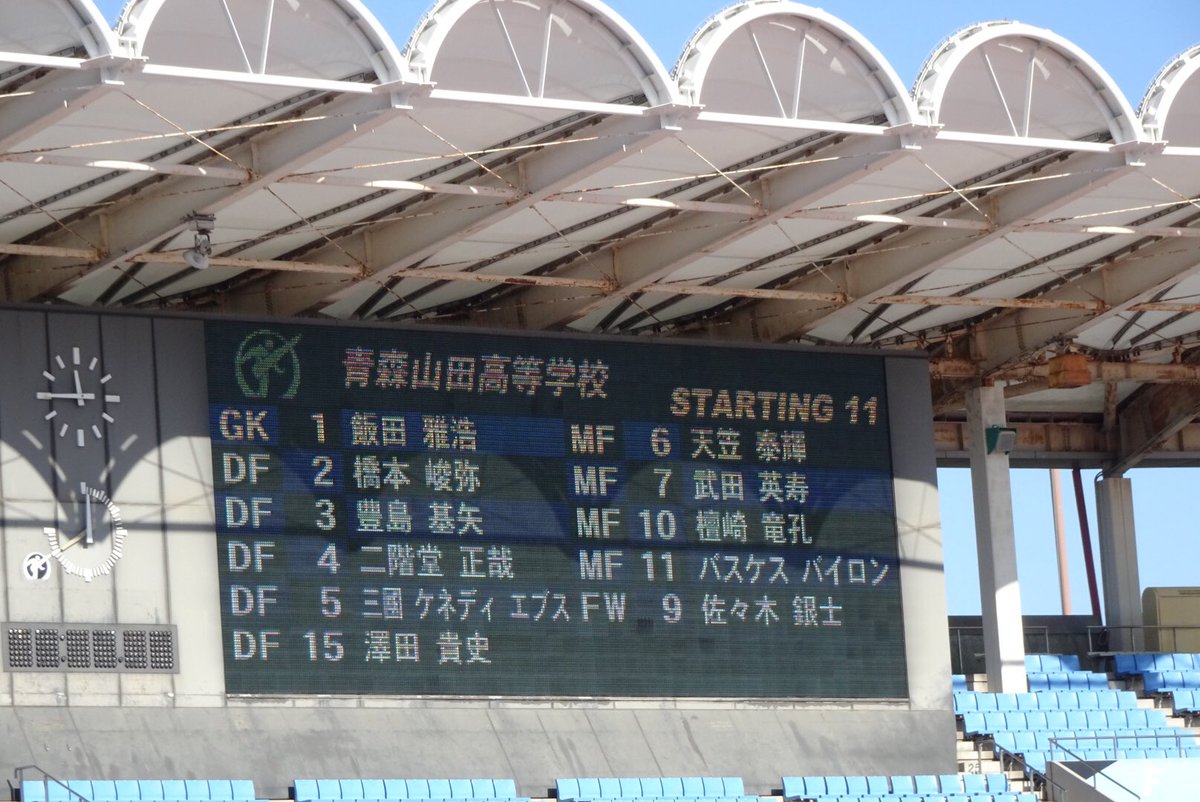 青森山田高等学校
STARTING 11
GK 1 飯田 雅浩
DF 2 橋本 峻弥
DF 3 豊島 基矢
DF 4 二階堂 正哉
DF 5 三國 ケネディ エブス
DF 15 澤田 貴史
MF 6 天笠 泰輝
MF 7 武田 英寿
MF 10 檀崎 竜孔
MF 11 バスケス バイロン
FW 9 佐々木 銀士